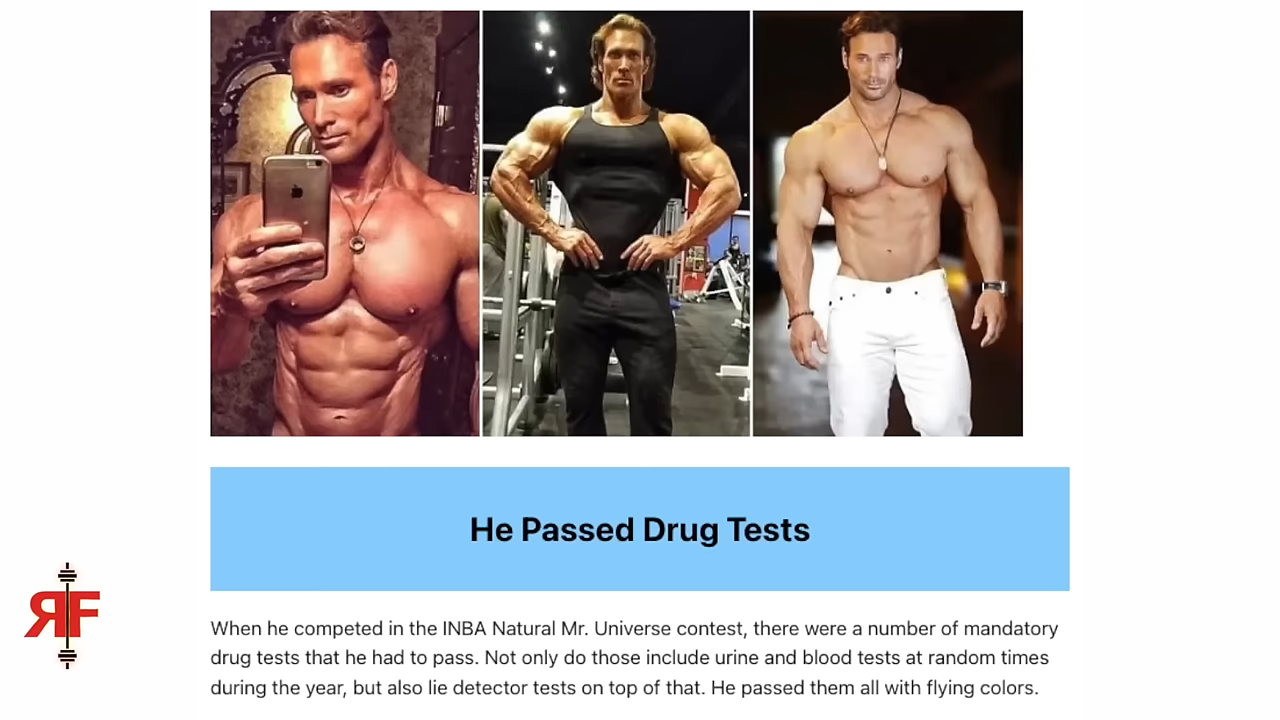 He Passed Drug Tests
RF
When he competed in the INBA Natural Mr. Universe contest, there were a number of mandatory
drug tests that he had to pass. Not only do those include urine and blood tests at random times
during the year, but also lie detector tests on top of that. He passed them all with flying colors.